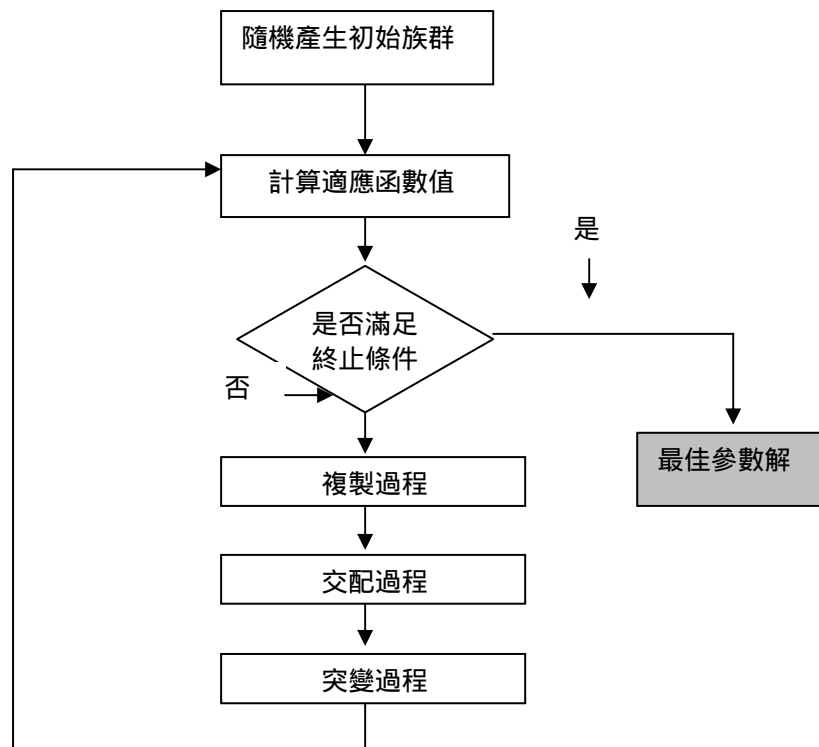 隨機產生初始族群
計算適應函數值
是
是否滿足
終止條件
否
複製過程
最佳參數解
交配過程
突變過程